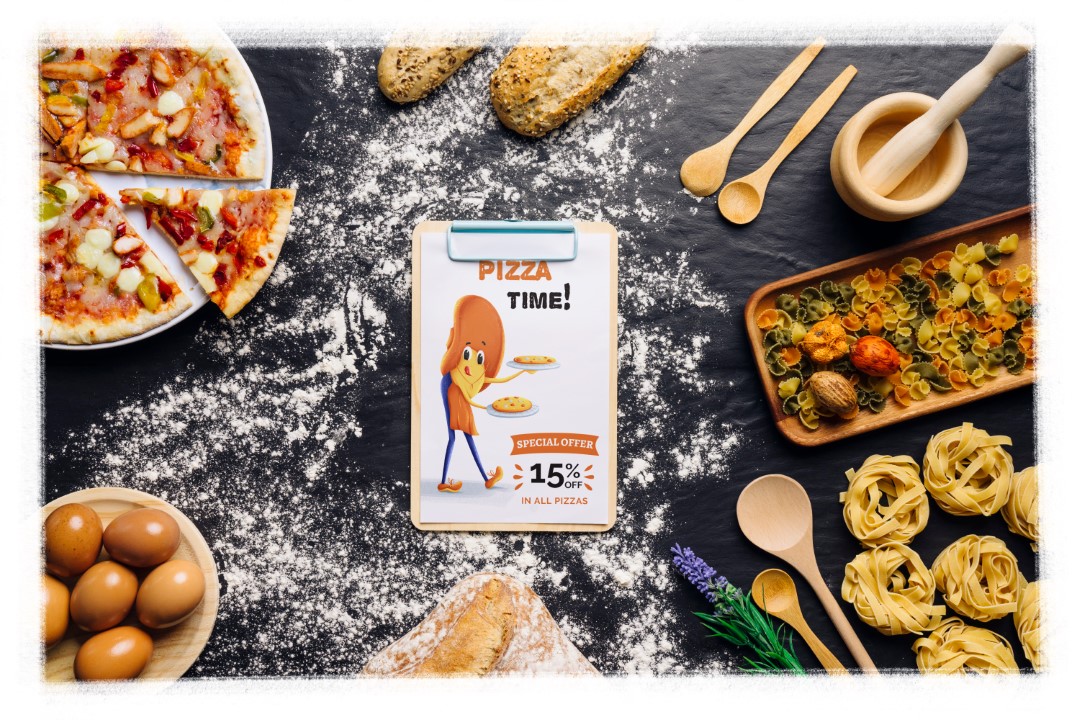 PIZZA
TIME!
SPECIAL OFFER
15% OFF
IN ALL PIZZAS